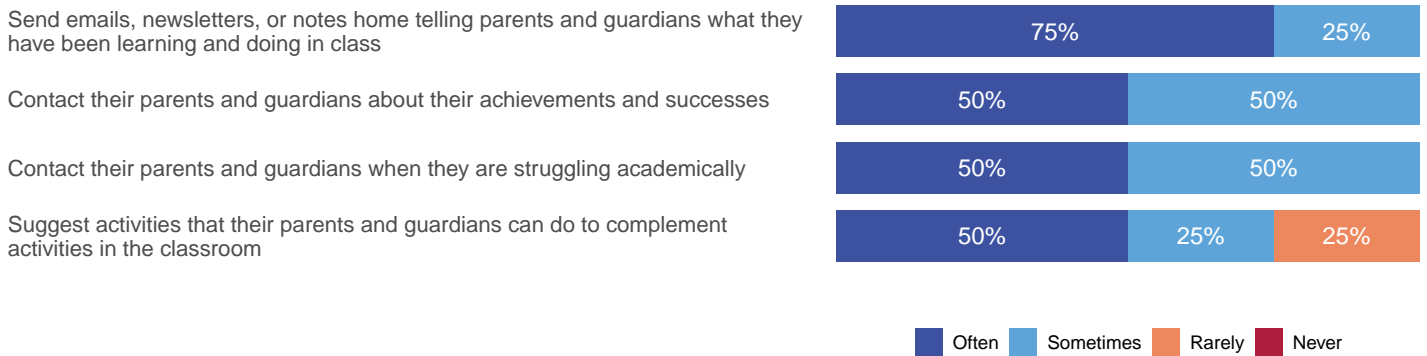 Send emails, newsletters, or notes home telling parents and guardians what they
have been learning and doing in class
75% 25%
Contact their parents and guardians about their achievements and successes
50% 50%
Contact their parents and guardians when they are struggling academically
50% 50%
Suggest activities that their parents and guardians can do to complement
activities in the classroom
50% 25% 25%
Often Sometimes Rarely Never